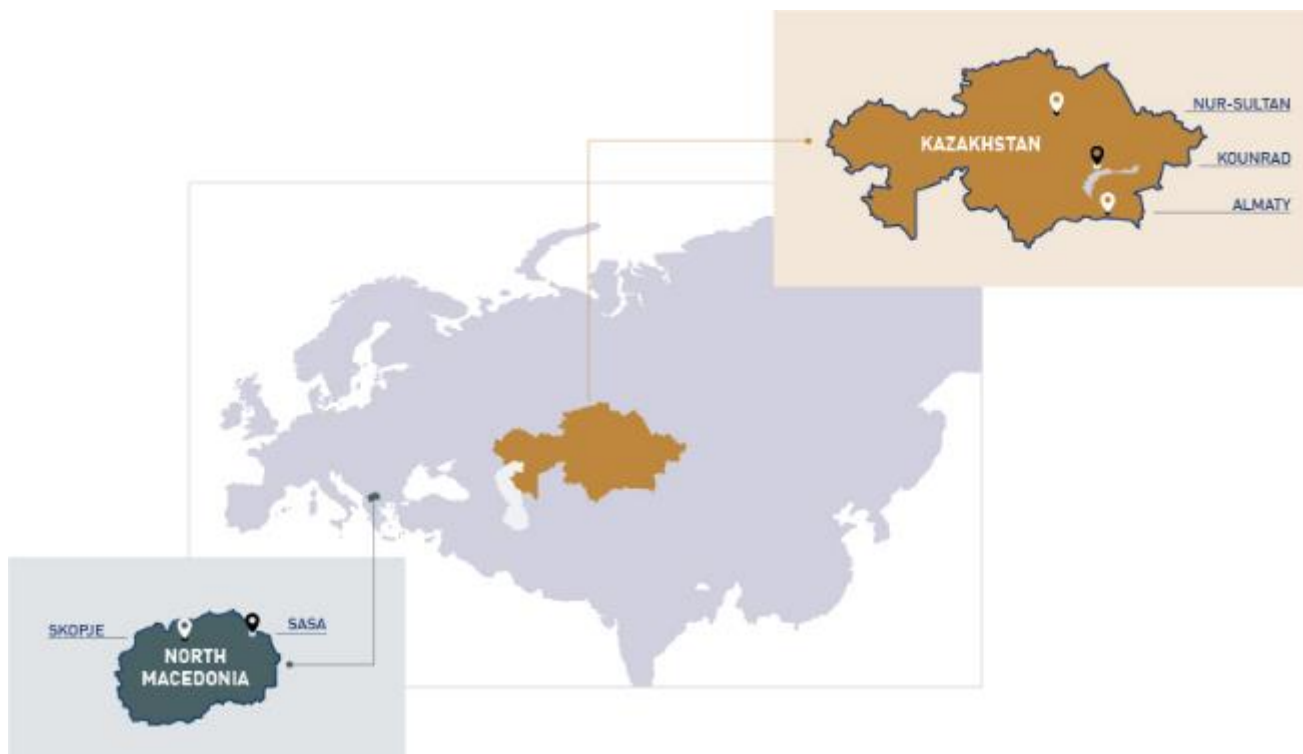 NUR-SULTAN
KAZAKHSTAN
KOUNRAD
ALMATY
SKOPJE
SASA
NORTH
MACEDONIA